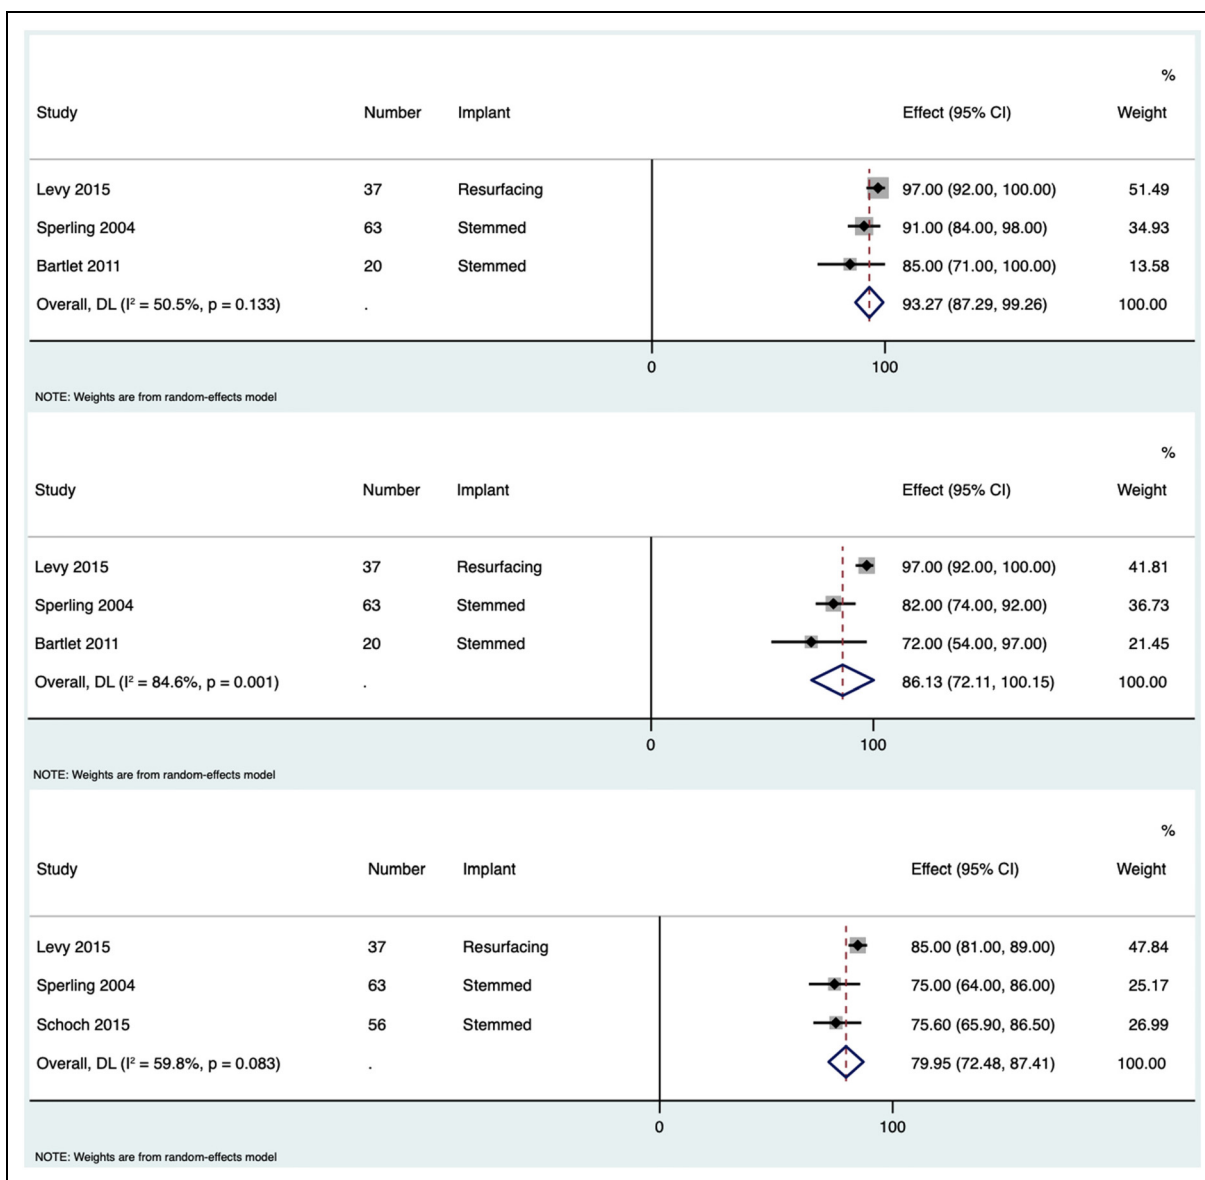 %
Study Number Implant Effect (95% CI) Weight
Levy 2015 37 Resurfacing 97.00 (92.00, 100.00) 51.49
Sperling 2004 63 Stemmed 91.00 (84.00, 98.00) 34.93
Bartlet 2011 20 Stemmed 85.00 (71.00, 100.00) 13.58
Overall, DL (I² = 50.5%, p = 0.133) . 93.27 (87.29, 99.26) 100.00
0 100
NOTE: Weights are from random-effects model
%
Study Number Implant Effect (95% CI) Weight
Levy 2015 37 Resurfacing 97.00 (92.00, 100.00) 41.81
Sperling 2004 63 Stemmed 82.00 (74.00, 92.00) 36.73
Bartlet 2011 20 Stemmed 72.00 (54.00, 97.00) 21.45
Overall, DL (I² = 84.6%, p = 0.001) . 86.13 (72.11, 100.15) 100.00
0 100
NOTE: Weights are from random-effects model
%
Study Number Implant Effect (95% CI) Weight
Levy 2015 37 Resurfacing 85.00 (81.00, 89.00) 47.84
Sperling 2004 63 Stemmed 75.00 (64.00, 86.00) 25.17
Schoch 2015 56 Stemmed 75.60 (65.90, 86.50) 26.99
Overall, DL (I² = 59.8%, p = 0.083) . 79.95 (72.48, 87.41) 100.00
0 100
NOTE: Weights are from random-effects model